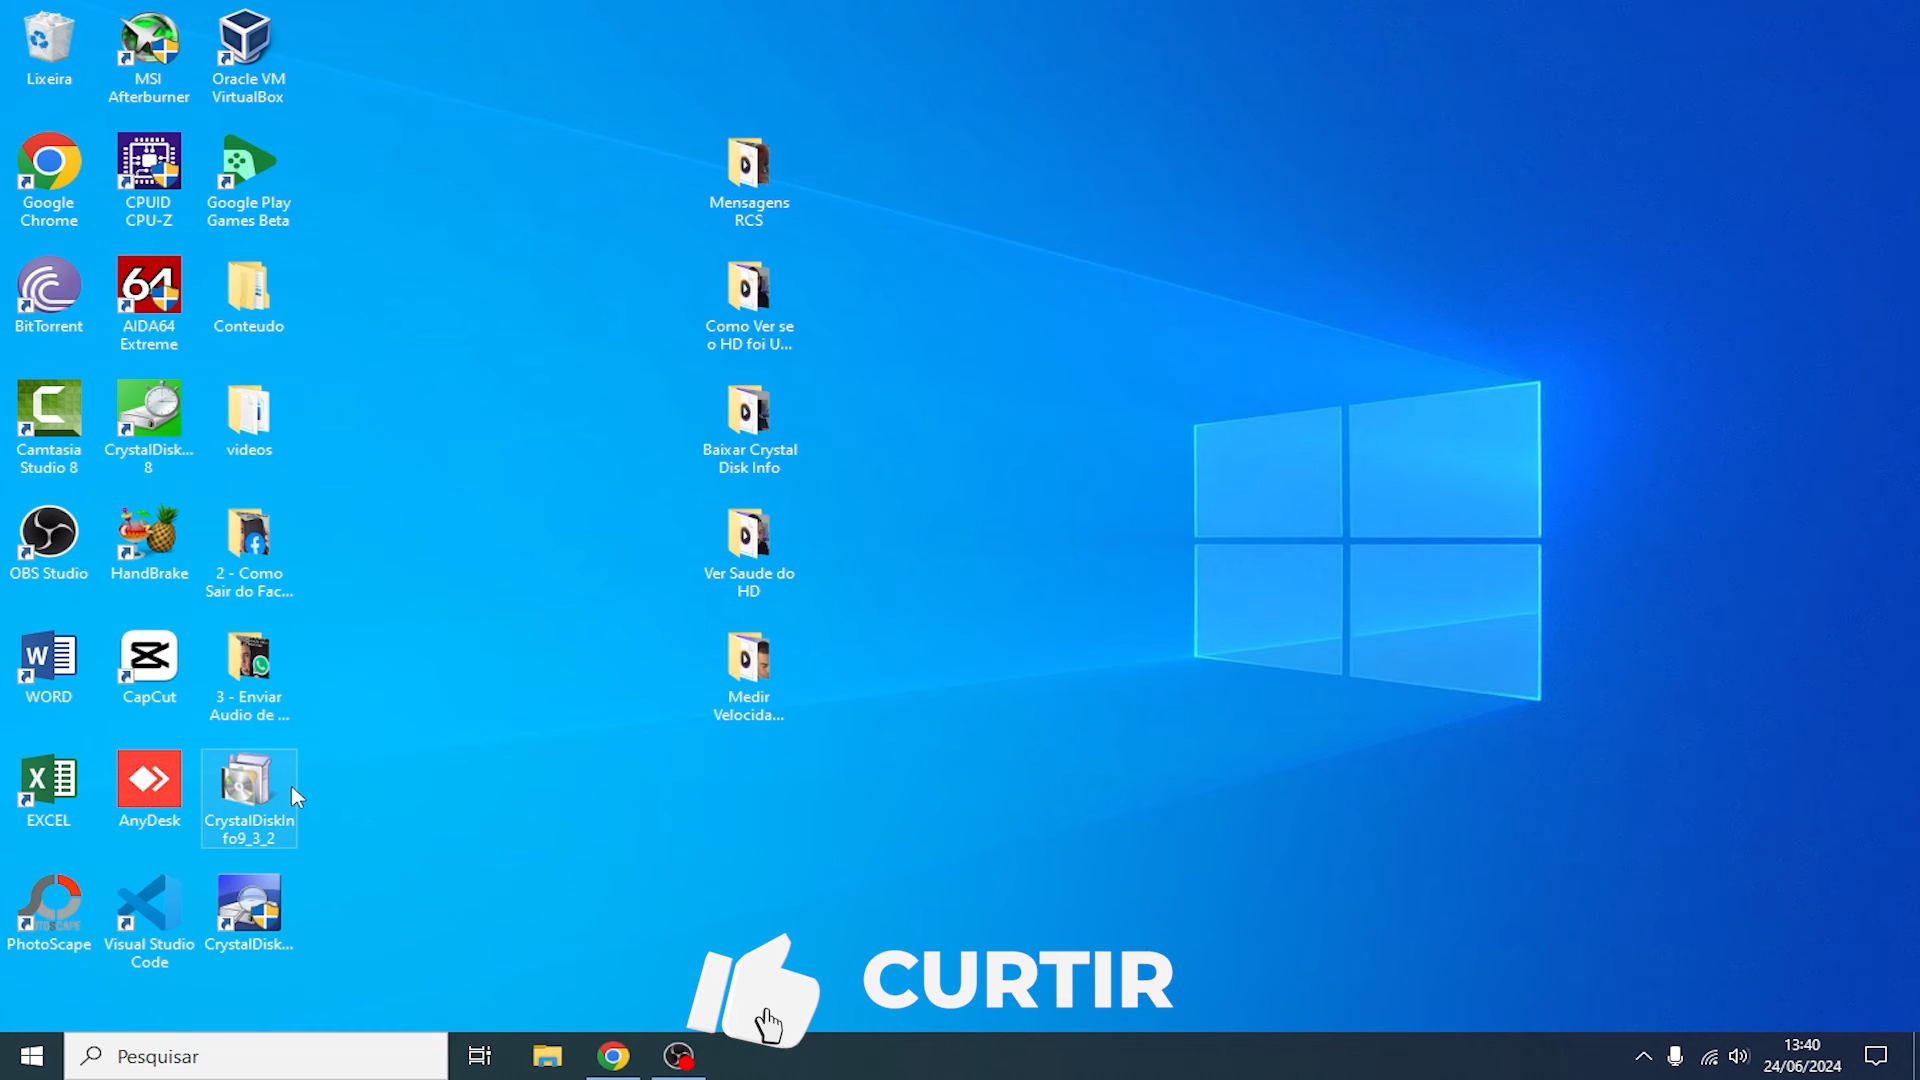 Lixeira
MSI
Afterburner
Oracle VM
VirtualBox
Google
Chrome
CPUID
CPU-Z
Google Play
Games Beta
Mensagens
RCS
BitTorrent
64
AIDA64
Extreme
Conteudo
Como Ver se
o HD foi U...
Camtasia
Studio 8
CrystalDisk...
8
videos
Baixar Crystal
Disk Info
OBS Studio
HandBrake
2 - Como
Sair do Fac...
Ver Saude do
HD
WORD
CapCut
3 - Enviar
Audio de ...
Medir
Velocida...
EXCEL
AnyDesk
CrystalDiskIn
fo9_3_2
PhotoScape
Visual Studio
Code
CrystalDisk...
CURTIR
Pesquisar
13:40
24/06/2024